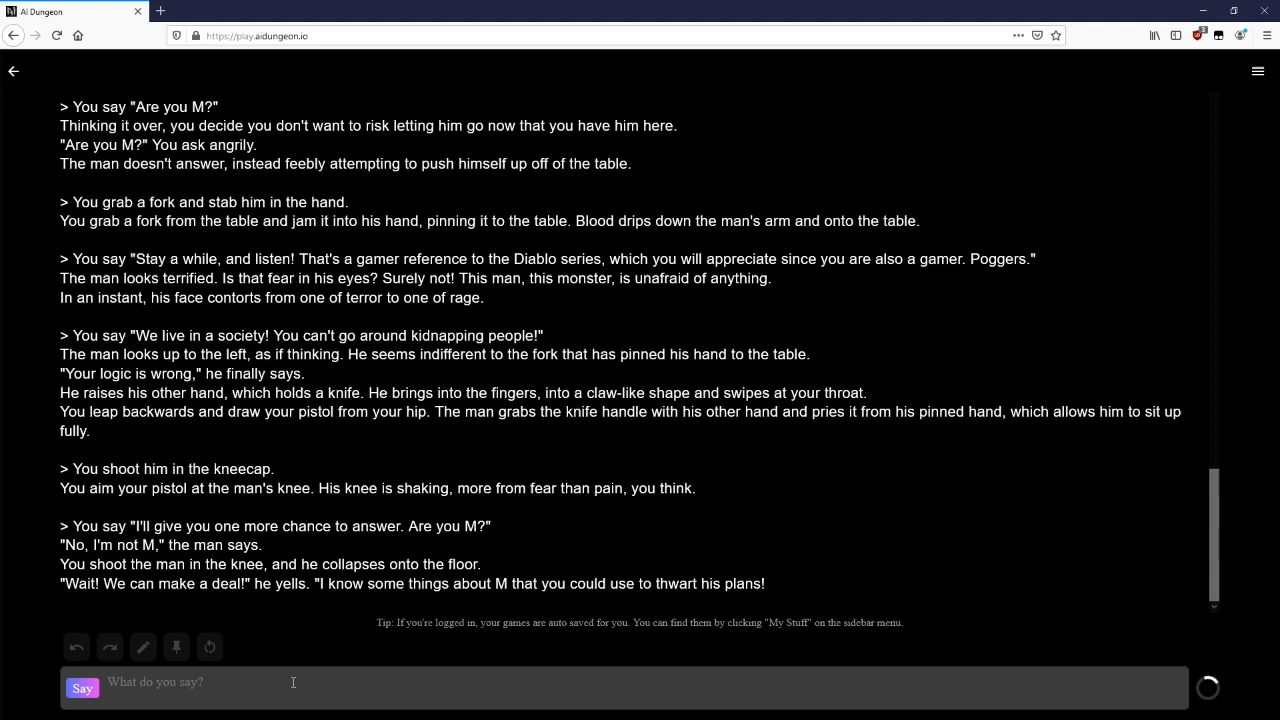 AI Dungeon
https://play.aidungeon.io
> You say "Are you M?"
Thinking it over, you decide you don't want to risk letting him go now that you have him here.
"Are you M?" You ask angrily.
The man doesn't answer, instead feebly attempting to push himself up off of the table.
> You grab a fork and stab him in the hand.
You grab a fork from the table and jam it into his hand, pinning it to the table. Blood drips down the man's arm and onto the table.
> You say "Stay a while, and listen! That's a gamer reference to the Diablo series, which you will appreciate since you are also a gamer. Poggers."
The man looks terrified. Is that fear in his eyes? Surely not! This man, this monster, is unafraid of anything.
In an instant, his face contorts from one of terror to one of rage.
> You say "We live in a society! You can't go around kidnapping people!"
The man looks up to the left, as if thinking. He seems indifferent to the fork that has pinned his hand to the table.
"Your logic is wrong," he finally says.
He raises his other hand, which holds a knife. He brings into the fingers, into a claw-like shape and swipes at your throat.
You leap backwards and draw your pistol from your hip. The man grabs the knife handle with his other hand and pries it from his pinned hand, which allows him to sit up
fully.
> You shoot him in the kneecap.
You aim your pistol at the man's knee. His knee is shaking, more from fear than pain, you think.
> You say "I'll give you one more chance to answer. Are you M?"
"No, I'm not M," the man says.
You shoot the man in the knee, and he collapses onto the floor.
"Wait! We can make a deal!" he yells. "I know some things about M that you could use to thwart his plans!
Tip: If you're logged in, your games are auto saved for you. You can find them by clicking "My Stuff" on the sidebar menu.
Say What do you say?